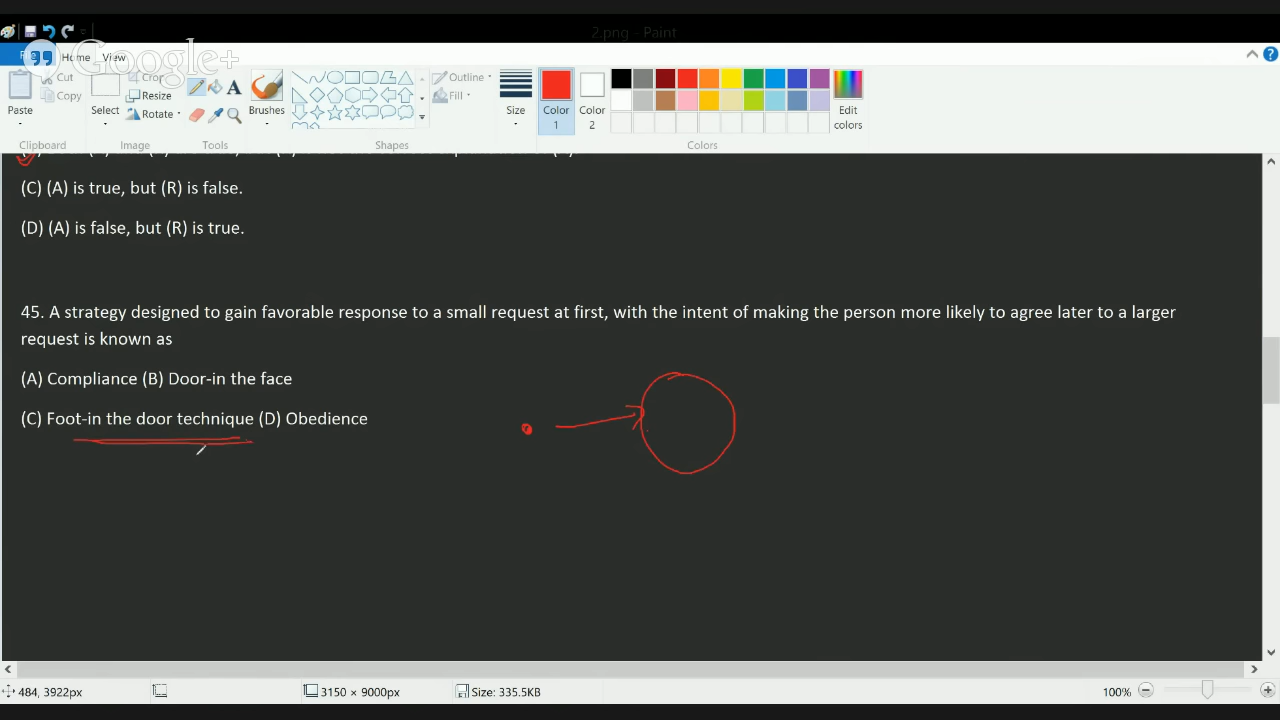 2.png - Paint
File Home View
Google+
Cut
Copy
Paste
Clipboard
Select
Crop
Resize
Rotate
Image
Tools
Brushes
Shapes
Outline
Fill
Size
Color 1
Color 2
Colors
Edit colors
(C) (A) is true, but (R) is false.
(D) (A) is false, but (R) is true.
45. A strategy designed to gain favorable response to a small request at first, with the intent of making the person more likely to agree later to a larger
request is known as
(A) Compliance (B) Door-in the face
(C) Foot-in the door technique (D) Obedience
484, 3922px
3150 × 9000px
Size: 335.5KB
100%